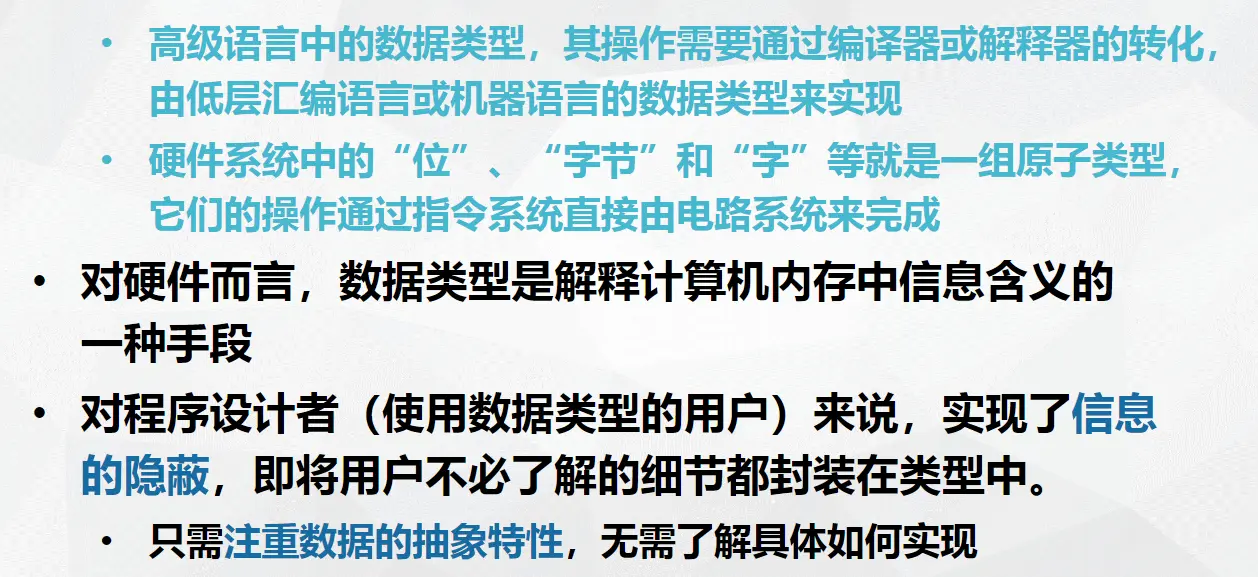 • 高级语言中的数据类型，其操作需要通过编译器或解释器的转化，
由低层汇编语言或机器语言的数据类型来实现
• 硬件系统中的“位”、“字节”和“字”等就是一组原子类型，
它们的操作通过指令系统直接由电路系统来完成
• 对硬件而言，数据类型是解释计算机内存中信息含义的
一种手段
• 对程序设计者（使用数据类型的用户）来说，实现了信息
的隐蔽，即将用户不必了解的细节都封装在类型中。
• 只需注重数据的抽象特性，无需了解具体如何实现